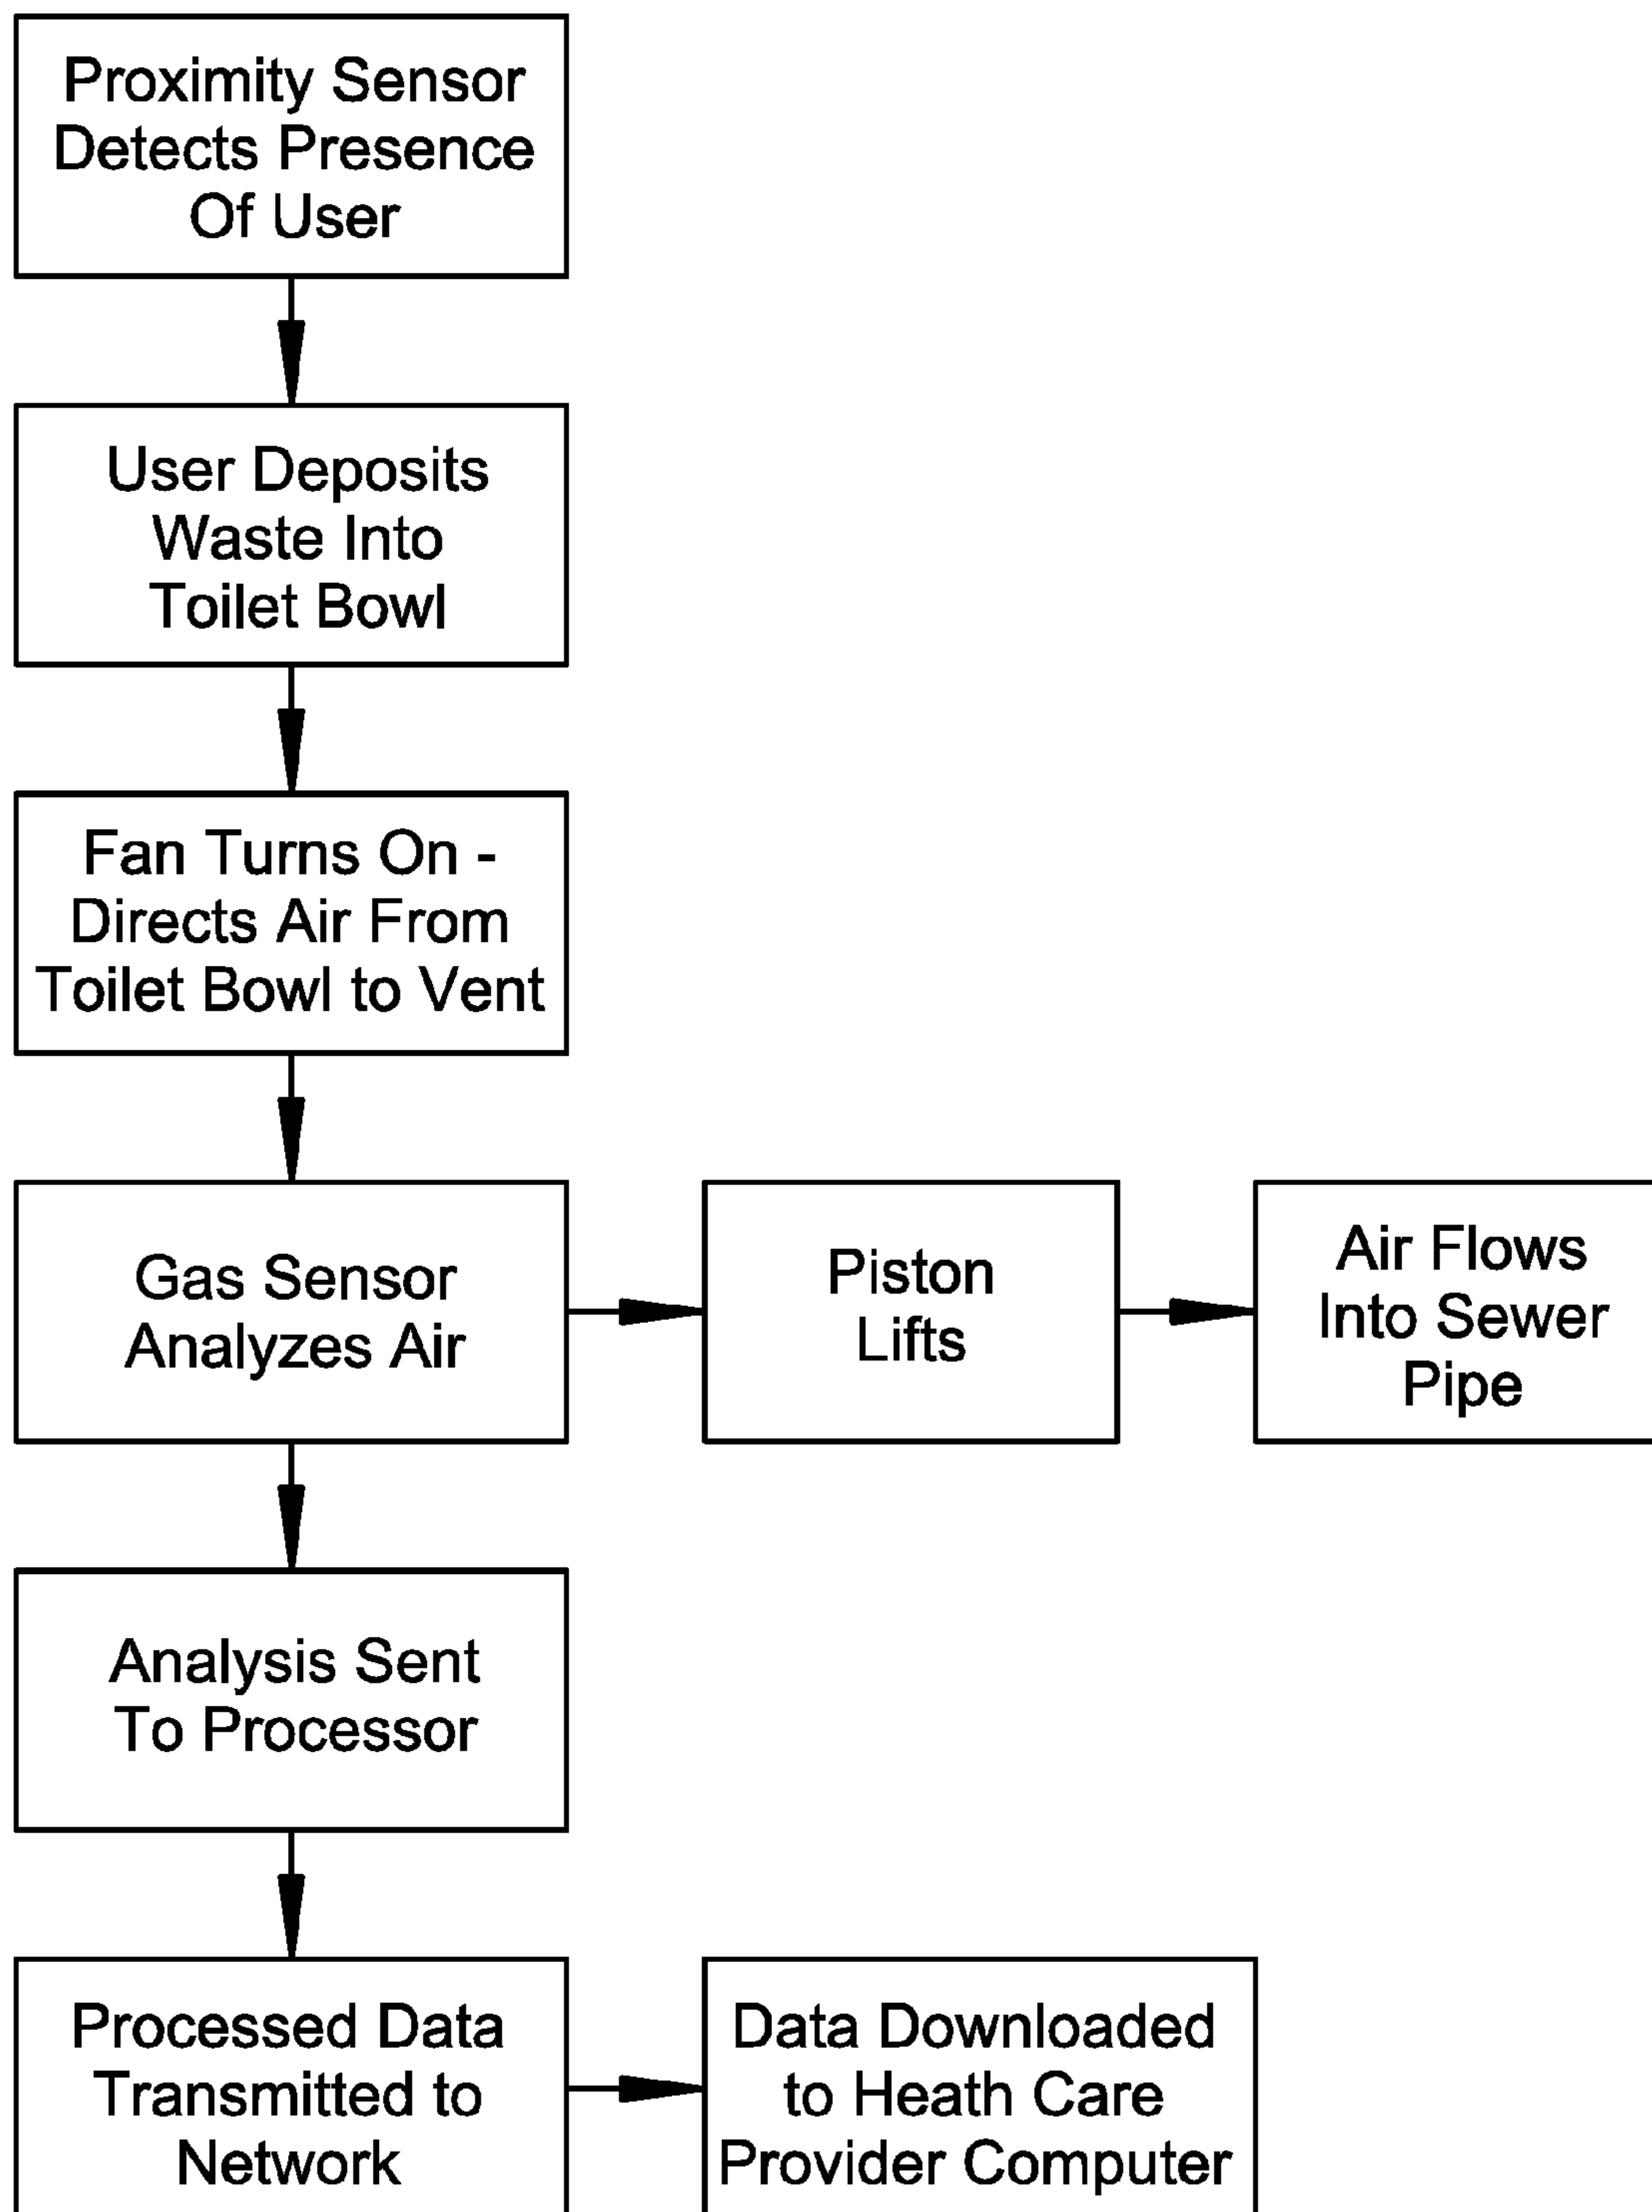 Proximity Sensor
Detects Presence
Of User
User Deposits
Waste Into
Toilet Bowl
Fan Turns On -
Directs Air From
Toilet Bowl to Vent
Gas Sensor
Analyzes Air
Piston
Lifts
Air Flows
Into Sewer
Pipe
Analysis Sent
To Processor
Processed Data
Transmitted to
Network
Data Downloaded
to Heath Care
Provider Computer